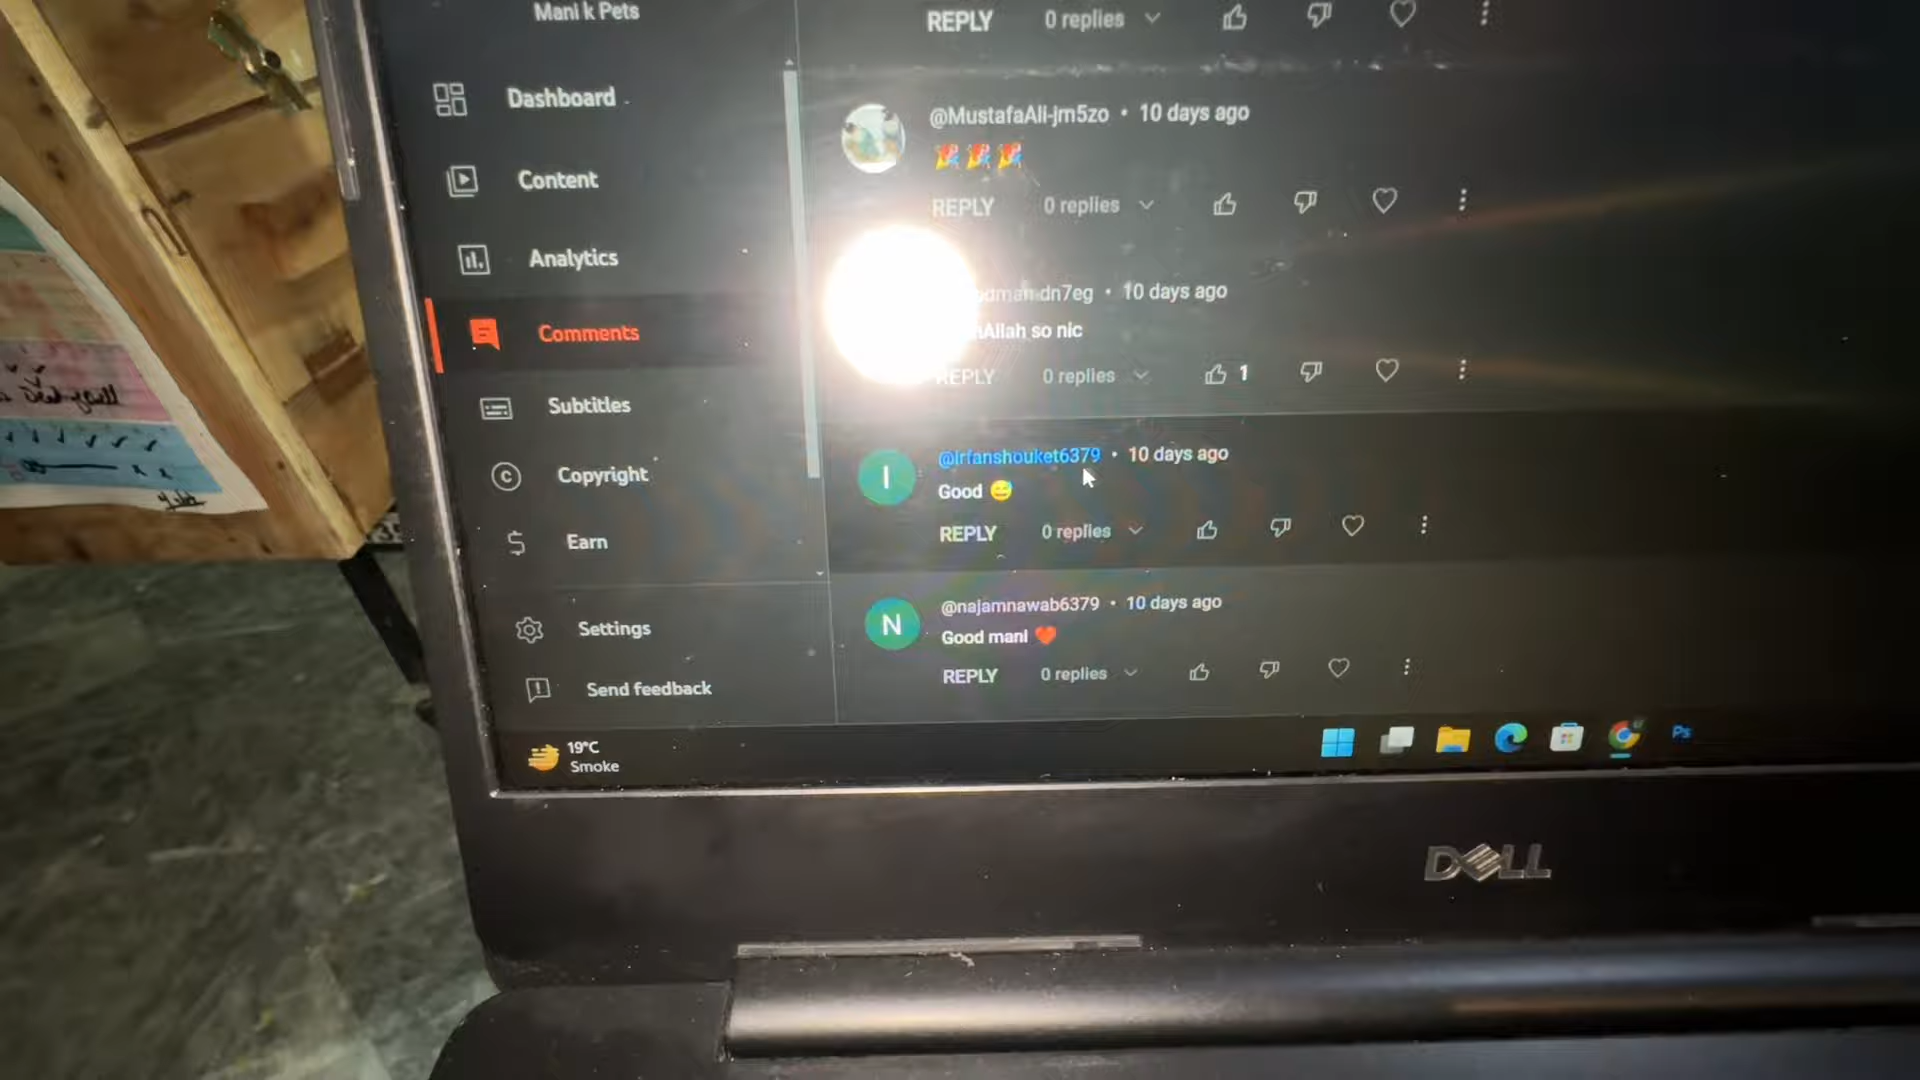 Mani k Pets
Dashboard
Content
Analytics
Comments
Subtitles
Copyright
Earn
Settings
Send feedback
REPLY 0 replies
@MustafaAli-jm5zo • 10 days ago
🎉🎉🎉
REPLY 0 replies
10 days ago
Allah so nic
REPLY 0 replies 1
@irfanshouket6379 • 10 days ago
Good 😅
REPLY 0 replies
@najamnawab6379 • 10 days ago
Good mani ❤️
REPLY 0 replies
19°C
Smoke
Ps
DELL